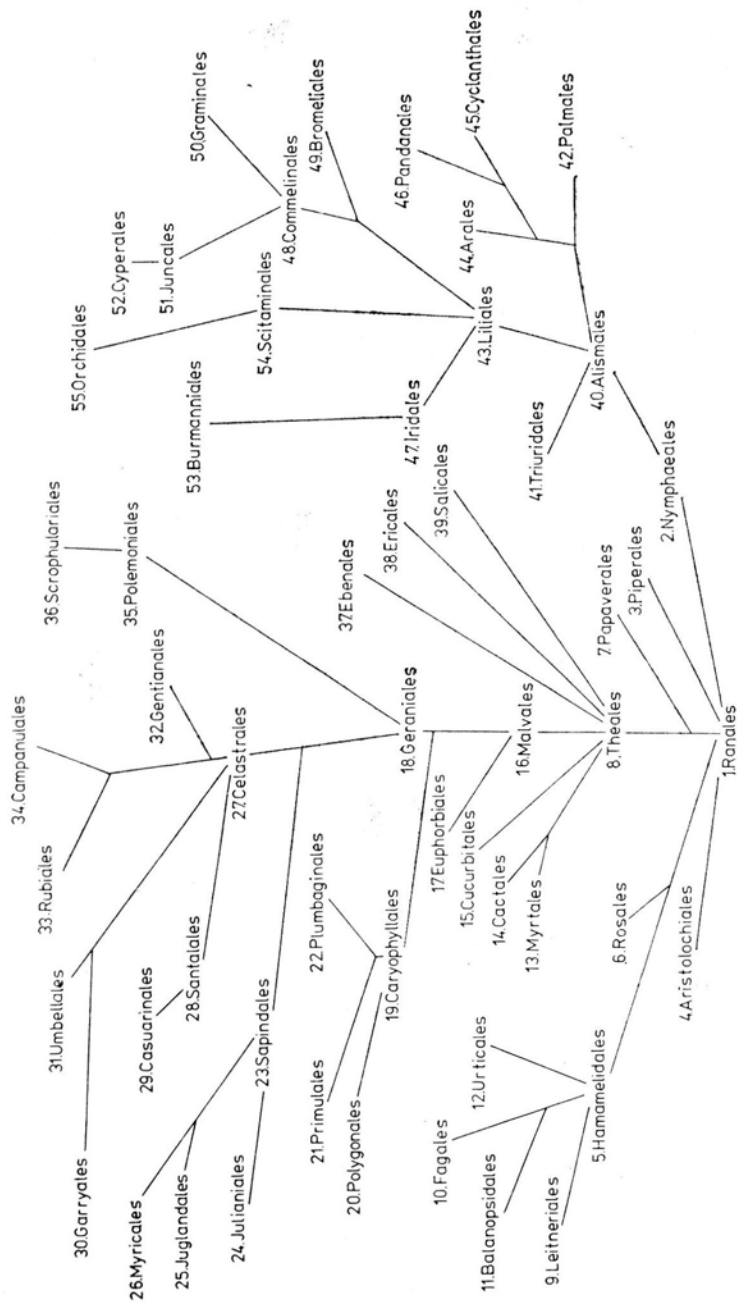 34.Campanulales
36.Scrophulariales
55.Orchidales
33.Rubiales
31.Umbellales
52.Cyperales
30.Garryales
32.Gentianales
35.Polemoniales
51.Juncales
50.Graminales
26.Myricales
29.Casuarinales
25.Juglandales
28.Santalales
53.Burmanniales
27.Celastrales
24.Julianiales
23.Sapindales
54.Scitaminales
48.Commelinales
49.Bromeliales
21.Primulales
22.Plumbaginales
20.Polygonales
37.Ebenales
19.Caryophyllales
38.Ericales
18.Geraniales
47.Iridales
46.Pandanales
10.Fagales
17Euphorbiales
39.Salicales
44.Arales
45.Cyclanthales
15.Cucurbitales
12.Urticales
11.Balanopsidales
43.Liliales
14.Cactales
16.Malvales
13.Myrtales
41.Triuridales
9.Leitneriales
42.Palmales
5.Hamamelidales
40.Alismales
8.Theales
6.Rosales
7.Papaverales
3.Piperales
2.Nymphaeales
4.Aristolochiales
1.Ranales